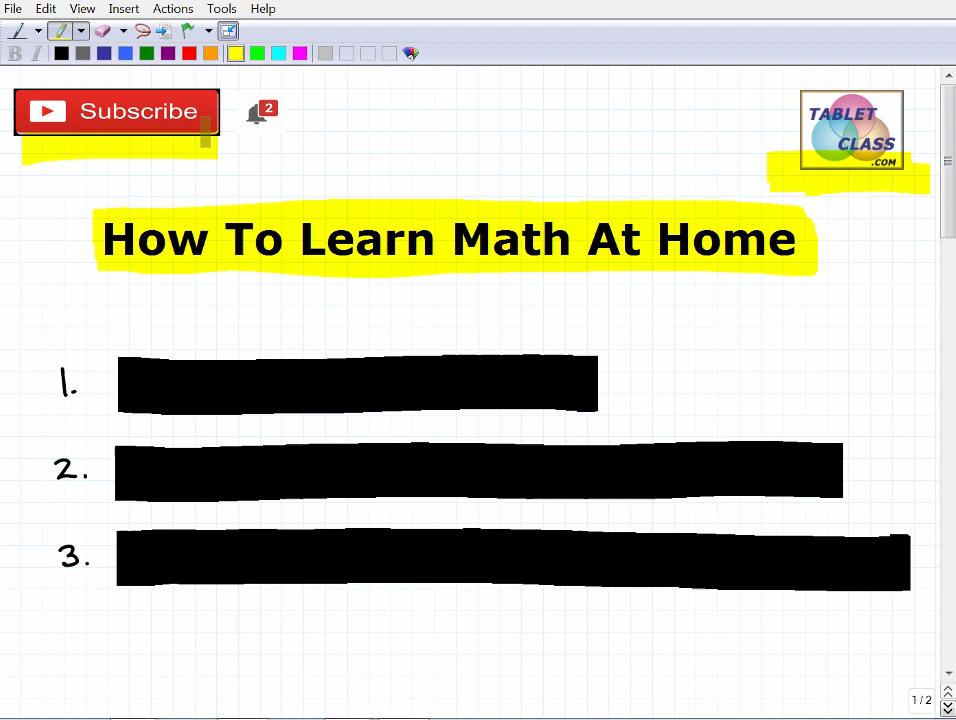 File Edit View Insert Actions Tools Help
B I
Subscribe
2
TABLET
CLASS
.COM
How To Learn Math At Home
1.
2.
3.
1 / 2